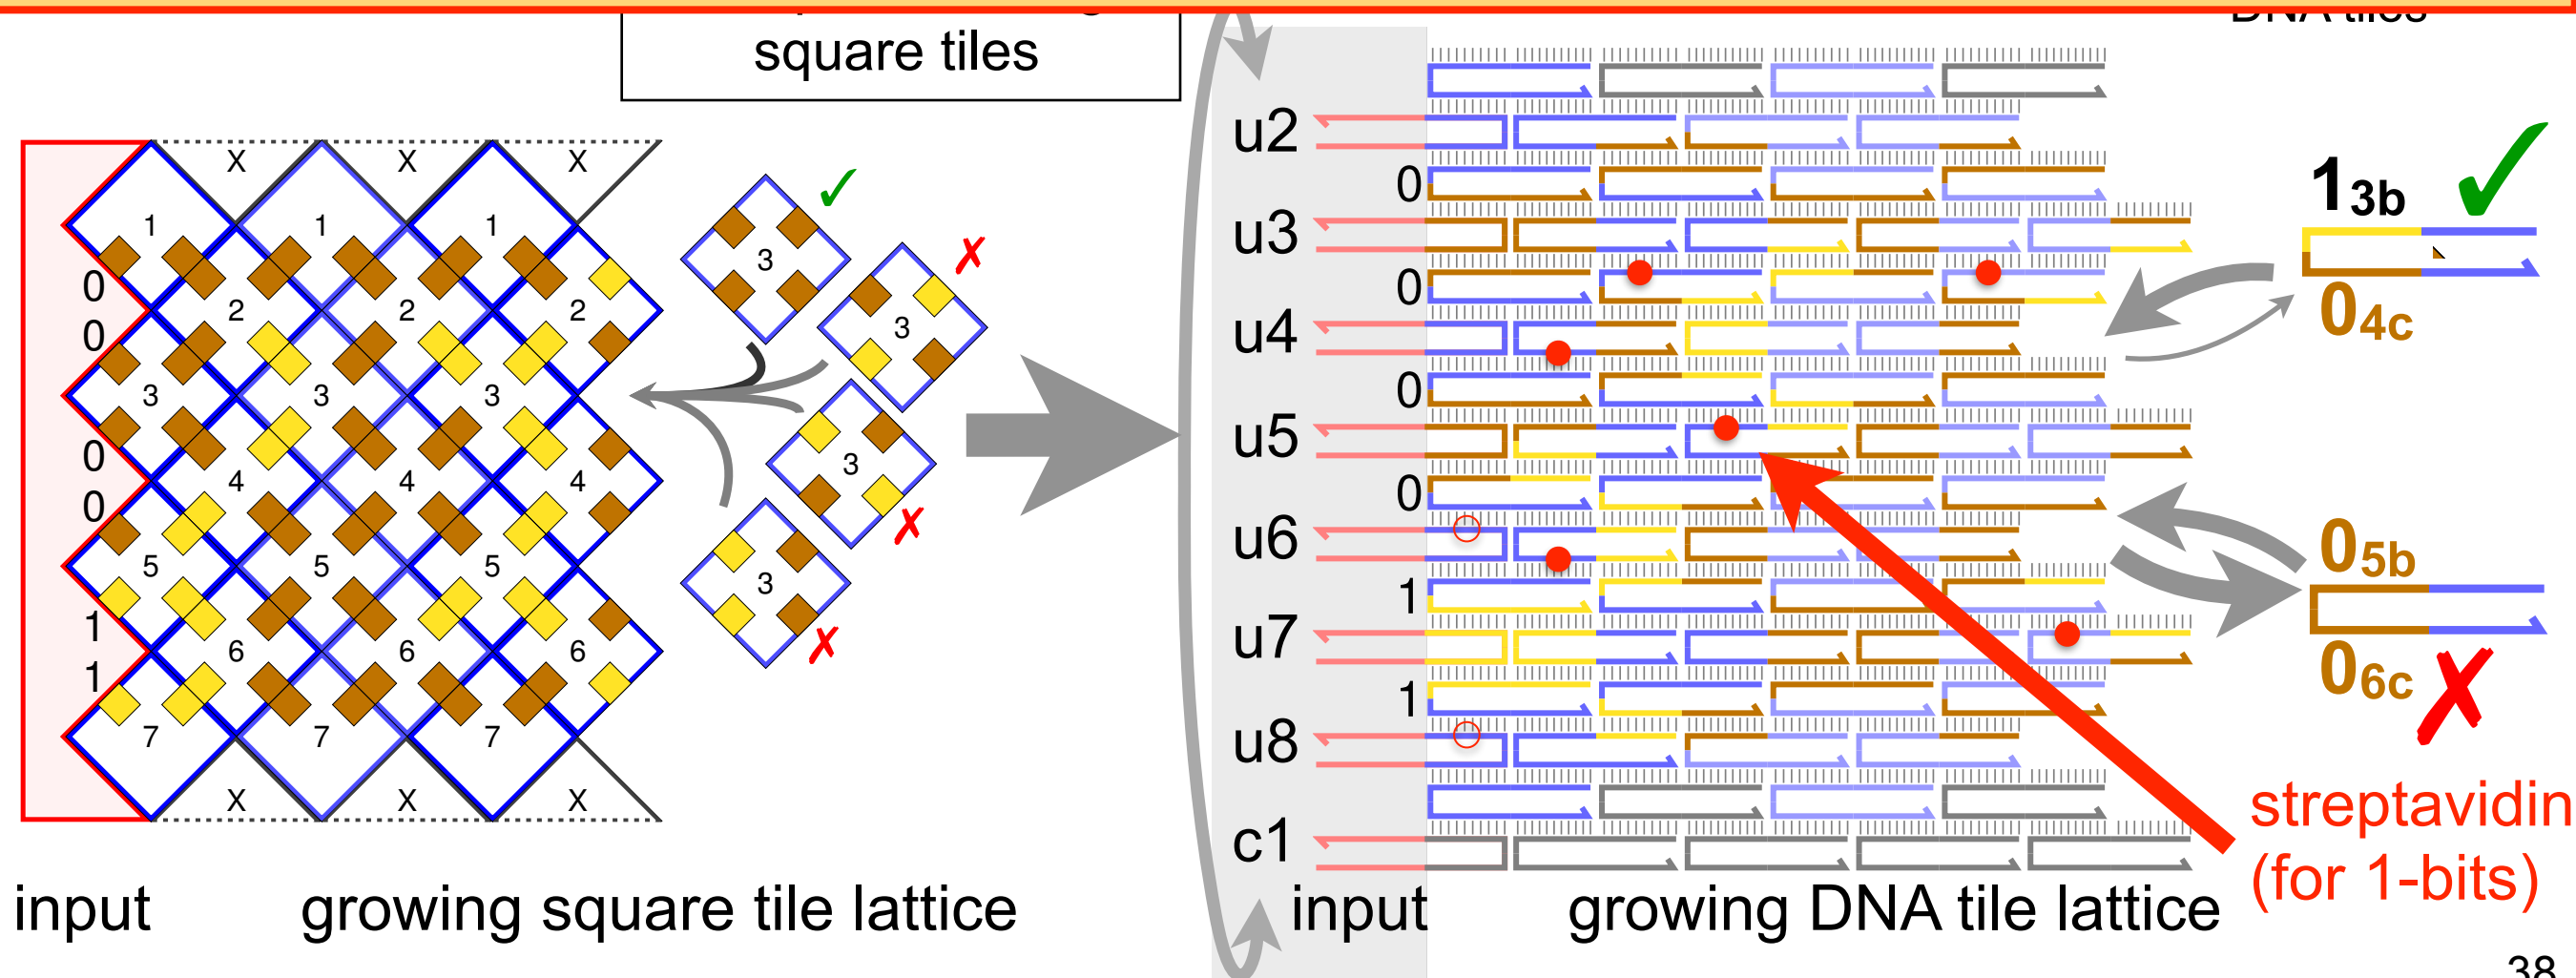 square tiles
X X X
1 1 1
0
2 2 2
0
3 3 3
0
4 4 4
0
5 5 5
1
6 6 6
1
7 7 7
X X X
3 ✓
3 ✗
3 ✗
3 ✗
input
growing square tile lattice
DNA tiles
u2
0
u3
0
u4
0
u5
0
u6
1
u7
1
u8
c1
input
growing DNA tile lattice
1 3b ✓
0 4c
0 5b
0 6c ✗
streptavidin
(for 1-bits)
38